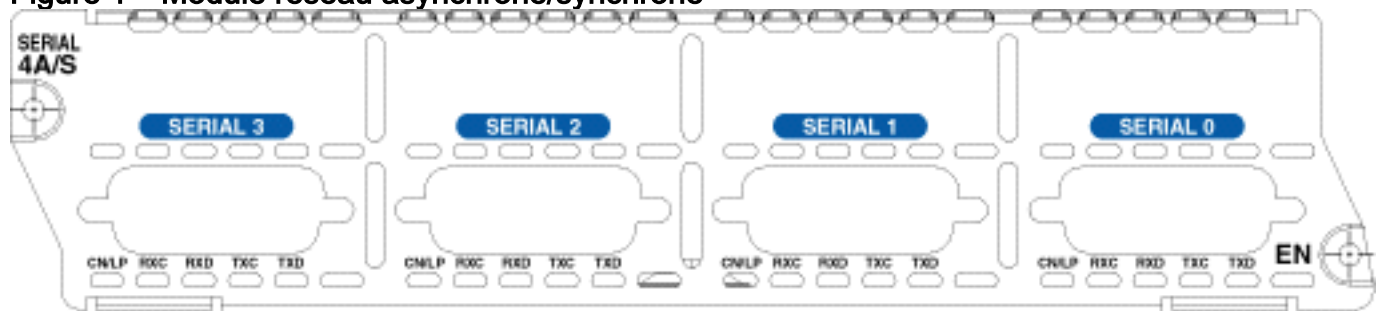 Figure 1 – Module réseau asynchrone/synchrone
SERIAL
4A/S
SERIAL 3
SERIAL 2
SERIAL 1
SERIAL 0
CN/LP RXC RXD TXC TXD
CN/LP RXC RXD TXC TXD
CN/LP RXC RXD TXC TXD
CN/LP RXC RXD TXC TXD
EN